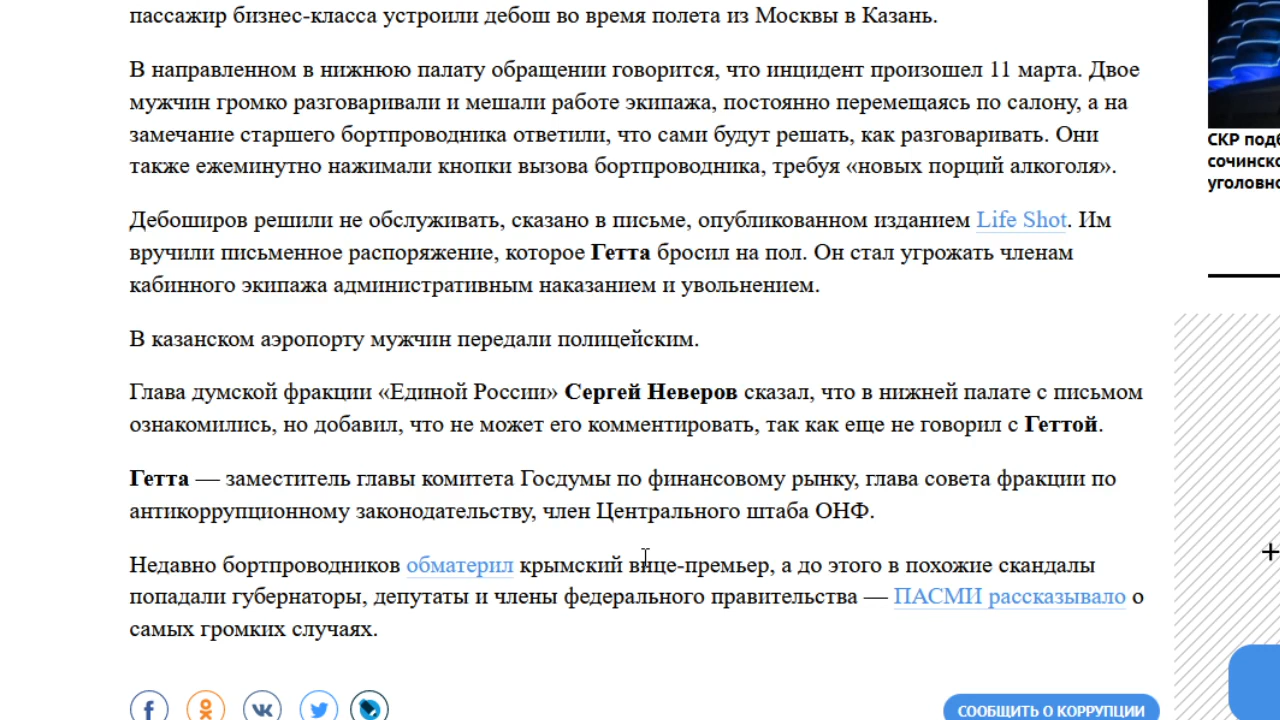 пассажир бизнес-класса устроили дебош во время полета из Москвы в Казань.
В направленном в нижнюю палату обращении говорится, что инцидент произошел 11 марта. Двое
мужчин громко разговаривали и мешали работе экипажа, постоянно перемещаясь по салону, а на
замечание старшего бортпроводника ответили, что сами будут решать, как разговаривать. Они
также ежеминутно нажимали кнопки вызова бортпроводника, требуя «новых порций алкоголя».
Дебоширов решили не обслуживать, сказано в письме, опубликованном изданием Life Shot. Им
вручили письменное распоряжение, которое Гетта бросил на пол. Он стал угрожать членам
кабинного экипажа административным наказанием и увольнением.
В казанском аэропорту мужчин передали полицейским.
Глава думской фракции «Единой России» Сергей Неверов сказал, что в нижней палате с письмом
ознакомились, но добавил, что не может его комментировать, так как еще не говорил с Геттой.
Гетта — заместитель главы комитета Госдумы по финансовому рынку, глава совета фракции по
антикоррупционному законодательству, член Центрального штаба ОНФ.
Недавно бортпроводников обматерил крымский вице-премьер, а до этого в похожие скандалы
попадали губернаторы, депутаты и члены федерального правительства — ПАСМИ рассказывало о
самых громких случаях.
СООБЩИТЬ О КОРРУПЦИИ
СКР